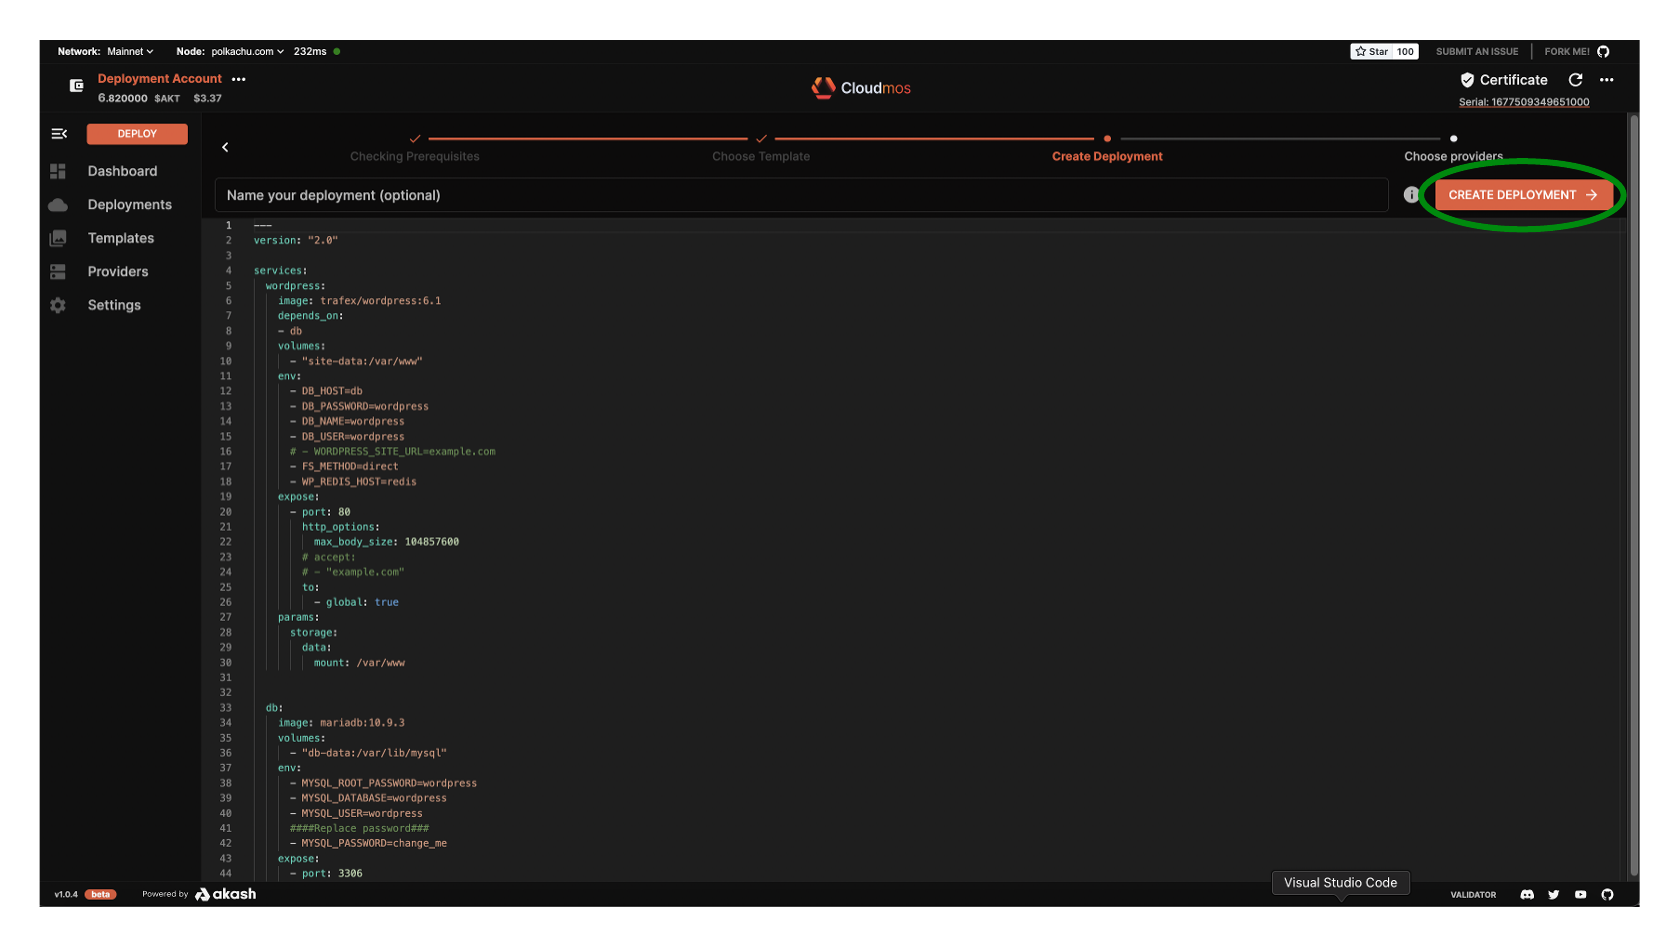 Network: Mainnet Node: polkachu.com 232ms
Star 100 SUBMIT AN ISSUE FORK ME!
Deployment Account ···
6.820000 $AKT $3.37
Cloudmos
Certificate ···
Serial: 1677509349651000
DEPLOY
Dashboard
Deployments
Templates
Providers
Settings
Checking Prerequisites
Choose Template
Create Deployment
Choose providers
Name your deployment (optional)
CREATE DEPLOYMENT →
1 ---
2 version: "2.0"
3
4 services:
5 wordpress:
6 image: trafex/wordpress:6.1
7 depends_on:
8 - db
9 volumes:
10 - "site-data:/var/www"
11 env:
12 - DB_HOST=db
13 - DB_PASSWORD=wordpress
14 - DB_NAME=wordpress
15 - DB_USER=wordpress
16 # - WORDPRESS_SITE_URL=example.com
17 - FS_METHOD=direct
18 - WP_REDIS_HOST=redis
19 expose:
20 - port: 80
21 http_options:
22 max_body_size: 104857600
23 # accept:
24 # - "example.com"
25 to:
26 - global: true
27 params:
28 storage:
29 data:
30 mount: /var/www
31
32
33 db:
34 image: mariadb:10.9.3
35 volumes:
36 - "db-data:/var/lib/mysql"
37 env:
38 - MYSQL_ROOT_PASSWORD=wordpress
39 - MYSQL_DATABASE=wordpress
40 - MYSQL_USER=wordpress
41 ####Replace password###
42 - MYSQL_PASSWORD=change_me
43 expose:
44 - port: 3306
Visual Studio Code
v1.0.4 beta Powered by akash
VALIDATOR